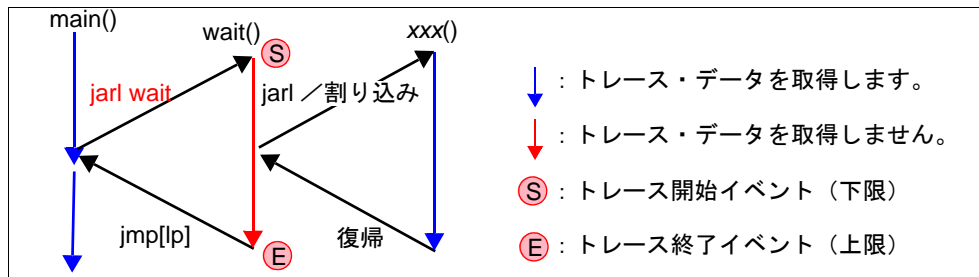 main()
wait()
xxx()
S
jarl wait
jarl ／割り込み
jmp[lp]
復帰
E
: トレース・データを取得します。
: トレース・データを取得しません。
S : トレース開始イベント（下限）
E : トレース終了イベント（上限）